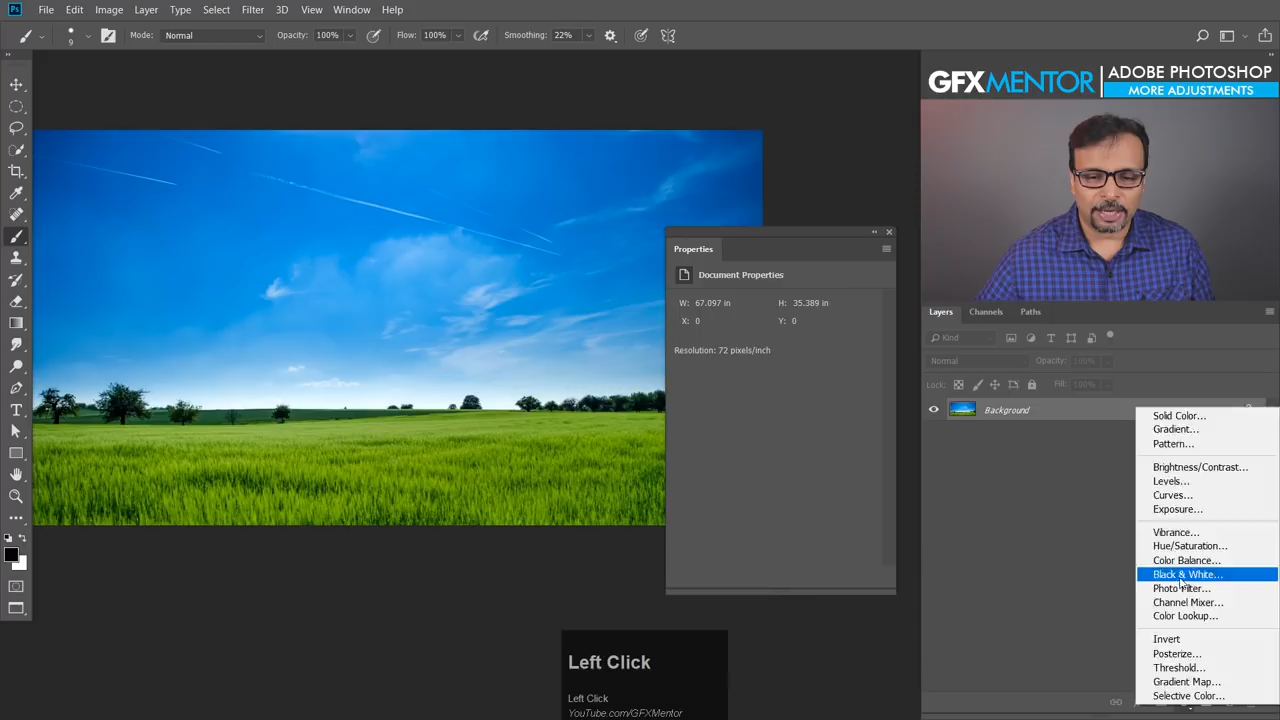 Ps File Edit Image Layer Type Select Filter 3D View Window Help
9 Mode: Normal Opacity: 100% Flow: 100% Smoothing: 22%
GFXMENTOR ADOBE PHOTOSHOP
MORE ADJUSTMENTS
Properties
Document Properties
W: 67.097 in H: 35.389 in
X: 0 Y: 0
Resolution: 72 pixels/inch
Layers Channels Paths
Kind
Normal Opacity: 100%
Lock: Fill: 100%
Background
Solid Color...
Gradient...
Pattern...
Brightness/Contrast...
Levels...
Curves...
Exposure...
Vibrance...
Hue/Saturation...
Color Balance...
Black & White...
Photo Filter...
Channel Mixer...
Color Lookup...
Invert
Posterize...
Threshold...
Gradient Map...
Selective Color...
Left Click
Left Click
YouTube.com/GFXMentor